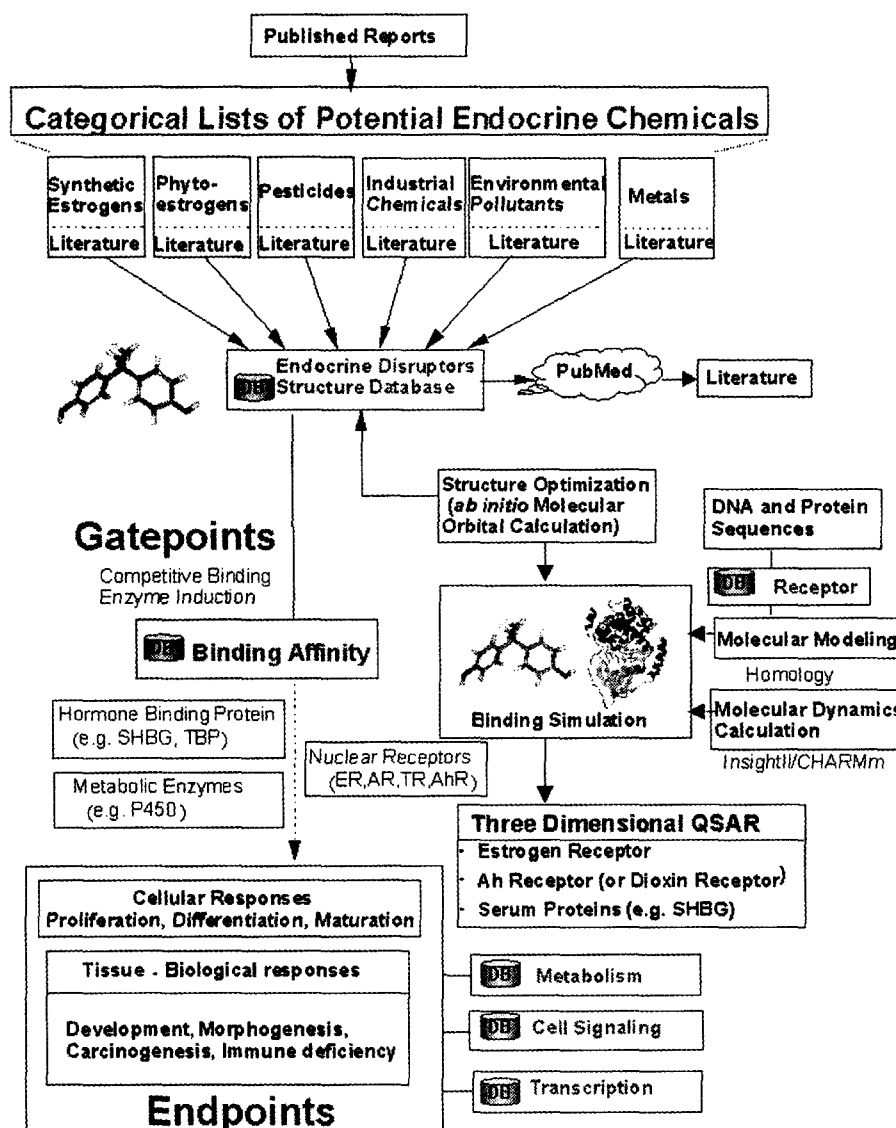 Published Reports
Categorical Lists of Potential Endocrine Chemicals
Synthetic
Estrogens
Literature
Phyto-
estrogens
Literature
Pesticides
Literature
Industrial
Chemicals
Literature
Environmental
Pollutants
Literature
Metals
Literature
DB
Endocrine Disruptors
Structure Database
PubMed
Literature
Structure Optimization
(ab initio Molecular
Orbital Calculation)
DNA and Protein
Sequences
DB Receptor
Gatepoints
Competitive Binding
Enzyme Induction
DB Binding Affinity
Binding Simulation
Molecular Modeling
Homology
Molecular Dynamics
Calculation
InsightII/CHARMm
Hormone Binding Protein
(e.g. SHBG, TBP)
Nuclear Receptors
(ER,AR,TR,AhR)
Metabolic Enzymes
(e.g. P450)
Three Dimensional QSAR
- Estrogen Receptor
- Ah Receptor (or Dioxin Receptor)
- Serum Proteins (e.g. SHBG)
Cellular Responses
Proliferation, Differentiation, Maturation
Tissue - Biological responses
Development, Morphogenesis,
Carcinogenesis, Immune deficiency
Endpoints
DB Metabolism
DB Cell Signaling
DB Transcription